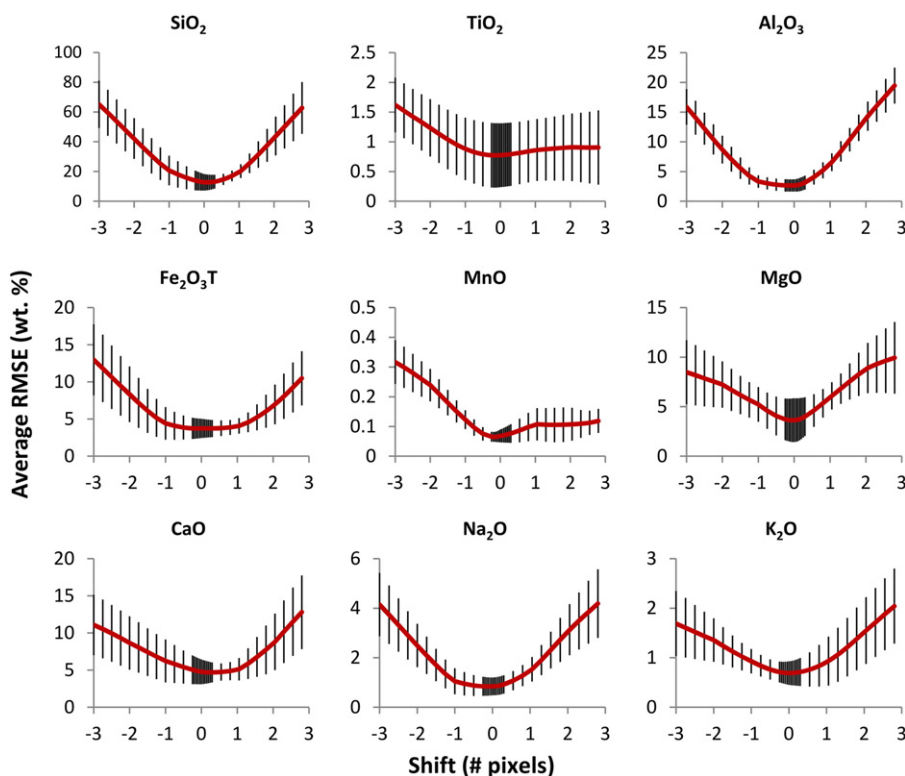 SiO₂ TiO₂ Al₂O₃
100 2.5 25
80 2 20
60 1.5 15
40 1 10
20 0.5 5
0 0 0
-3 -2 -1 0 1 2 3 -3 -2 -1 0 1 2 3 -3 -2 -1 0 1 2 3
Fe₂O₃T MnO MgO
20 0.5 15
0.4
15 0.3 10
10 0.2
5 0.1 5
0 0 0
-3 -2 -1 0 1 2 3 -3 -2 -1 0 1 2 3 -3 -2 -1 0 1 2 3
CaO Na₂O K₂O
20 6 3
15 4 2
10
5 2 1
0 0 0
-3 -2 -1 0 1 2 3 -3 -2 -1 0 1 2 3 -3 -2 -1 0 1 2 3
Average RMSE (wt. %)
Shift (# pixels)